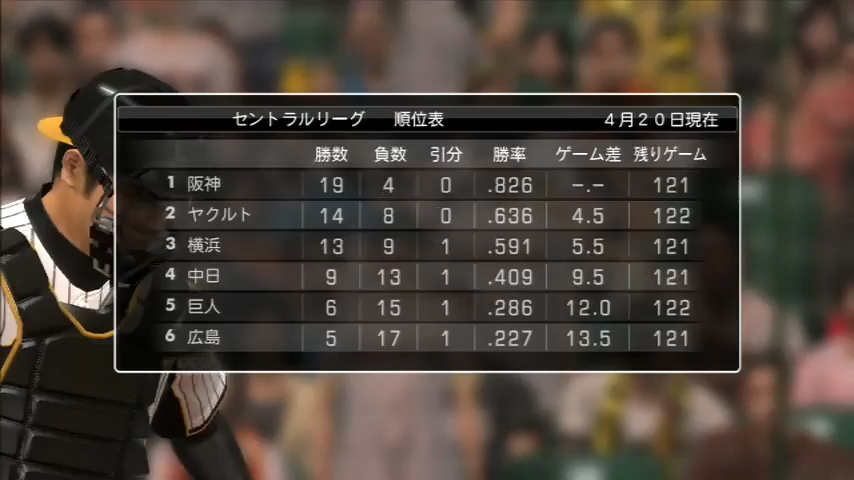 セントラルリーグ 順位表 4月20日現在
勝数 負数 引分 勝率 ゲーム差 残りゲーム
1 阪神 19 4 0 .826 -.- 121
2 ヤクルト 14 8 0 .636 4.5 122
3 横浜 13 9 1 .591 5.5 121
4 中日 9 13 1 .409 9.5 121
5 巨人 6 15 1 .286 12.0 122
6 広島 5 17 1 .227 13.5 121